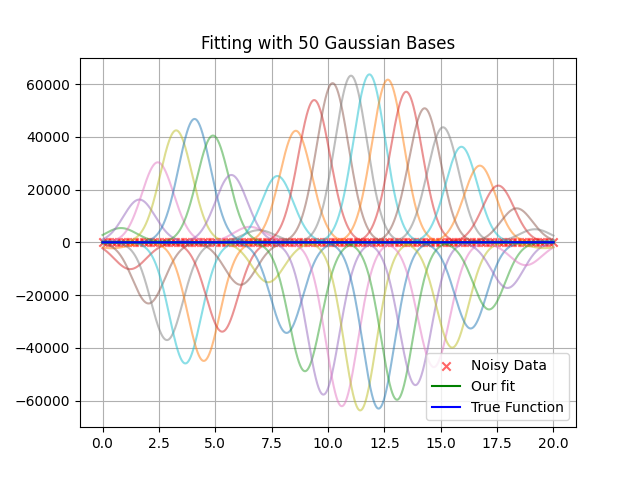 Fitting with 50 Gaussian Bases
60000
40000
20000
0
−20000
−40000
−60000
Noisy Data
Our fit
True Function
0.0 2.5 5.0 7.5 10.0 12.5 15.0 17.5 20.0